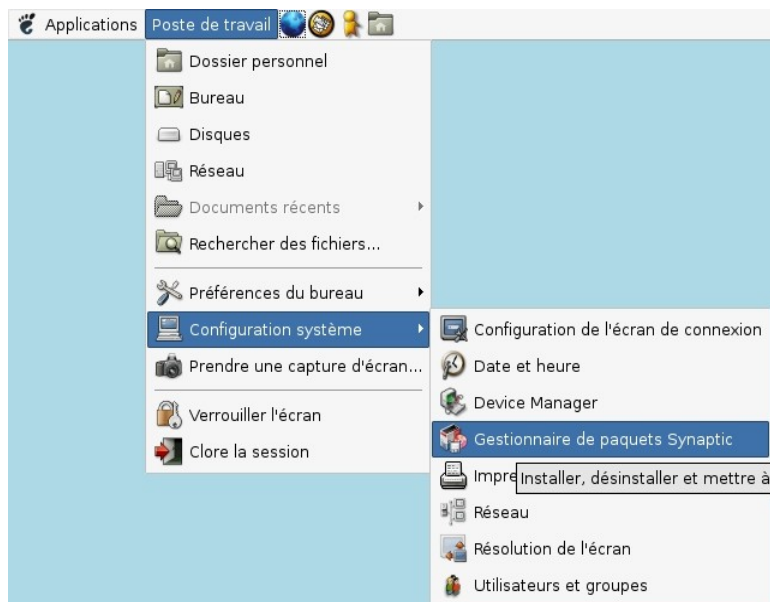 Applications Poste de travail
Dossier personnel
Bureau
Disques
Réseau
Documents récents
Rechercher des fichiers...
Préférences du bureau
Configuration système
Prendre une capture d'écran...
Verrouiller l'écran
Clore la session
Configuration de l'écran de connexion
Date et heure
Device Manager
Gestionnaire de paquets Synaptic
Installer, désinstaller et mettre à
Réseau
Résolution de l'écran
Utilisateurs et groupes